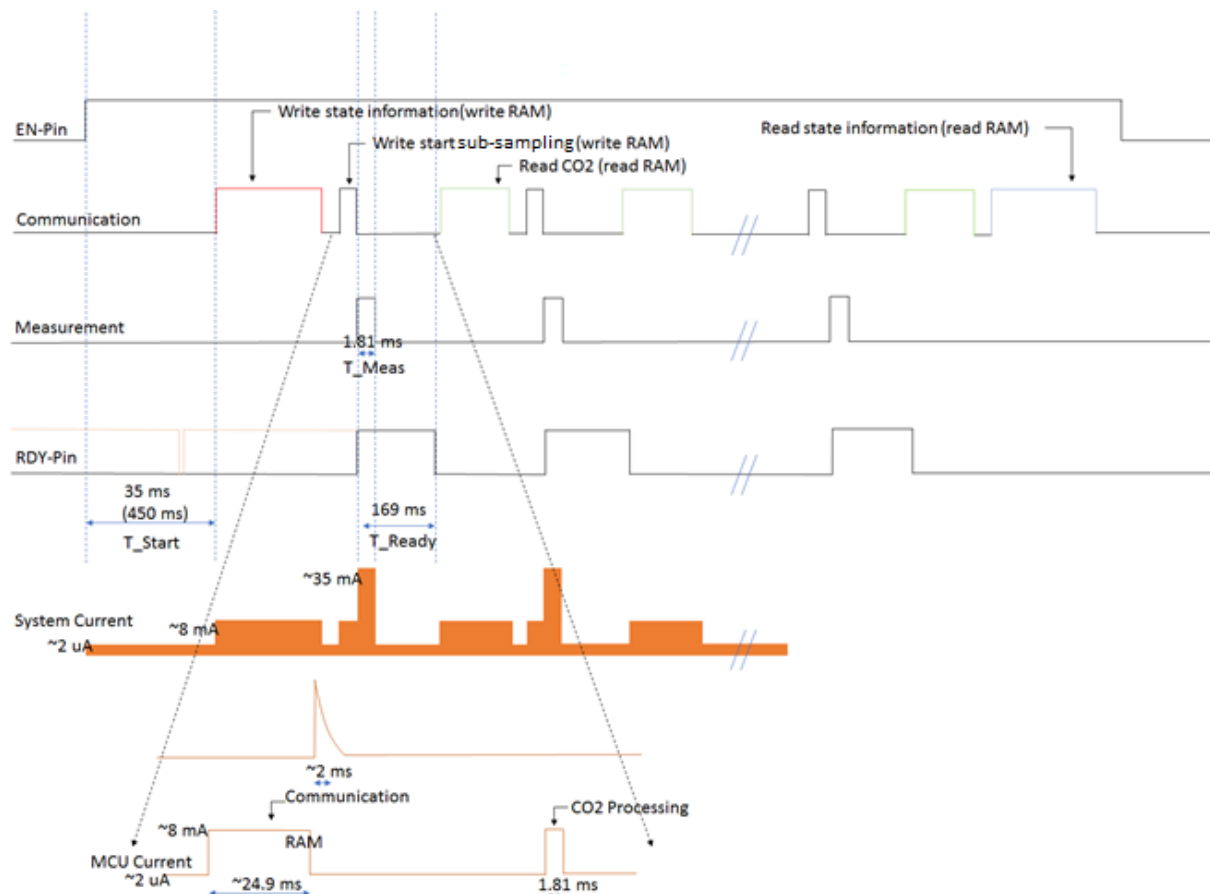 Write state information(write RAM)
EN-Pin
Write start sub-sampling(write RAM)
Read state information (read RAM)
Read CO2 (read RAM)
Communication
Measurement
1.81 ms
T_Meas
RDY-Pin
35 ms
(450 ms)
T_Start
169 ms
T_Ready
~35 mA
System Current
~8 mA
~2 uA
~2 ms
Communication
CO2 Processing
~8 mA
RAM
MCU Current
~2 uA
~24.9 ms
1.81 ms